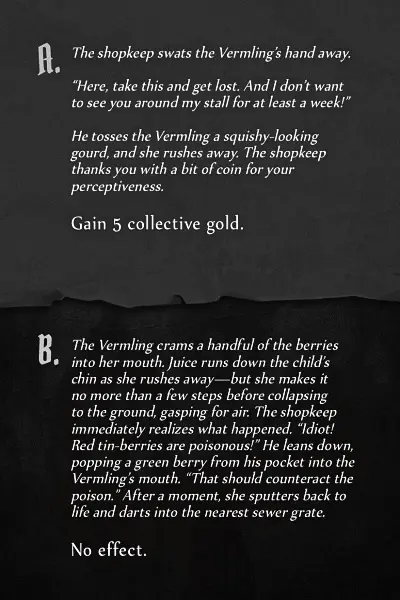 A.
The shopkeep swats the Vermling's hand away.
“Here, take this and get lost. And I don't want
to see you around my stall for at least a week!”
He tosses the Vermling a squishy-looking
gourd, and she rushes away. The shopkeep
thanks you with a bit of coin for your
perceptiveness.
Gain 5 collective gold.
B.
The Vermling crams a handful of the berries
into her mouth. Juice runs down the child's
chin as she rushes away—but she makes it
no more than a few steps before collapsing
to the ground, gasping for air. The shopkeep
immediately realizes what happened. “Idiot!
Red tin-berries are poisonous!” He leans down,
popping a green berry from his pocket into the
Vermling's mouth. “That should counteract the
poison.” After a moment, she sputters back to
life and darts into the nearest sewer grate.
No effect.